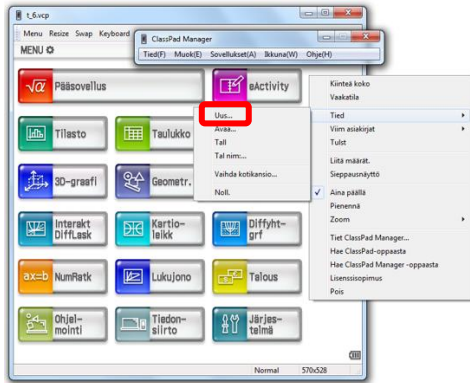 t_6.vcp
Menu Resize Swap Keyboard
MENU
ClassPad Manager
Tied(F) Muok(E) Sovellukset(A) Ikkuna(W) Ohje(H)
√α Pääsovellus
eActivity
Tilasto
Taulukko
3D-graafi
Geometr.
Interakt
DiffLask
Kartio-
leikk
Diffyht-
grf
ax=b NumRatk
Lukujono
Talous
Ohjel-
mointi
Tiedon-
siirto
Järjes-
telmä
Uus...
Avaa...
Tall
Tal nim:...
Vaihda kotikansio...
Noll.
Kiinteä koko
Vaakatila
Tied
Viim asiakirjat
Tulst
Liitä määrät.
Sieppausnäyttö
Aina päällä
Pienennä
Zoom
Tiet ClassPad Manager...
Hae ClassPad-oppaasta
Hae ClassPad Manager -oppaasta
Lisenssisopimus
Pois
Normal 570x528